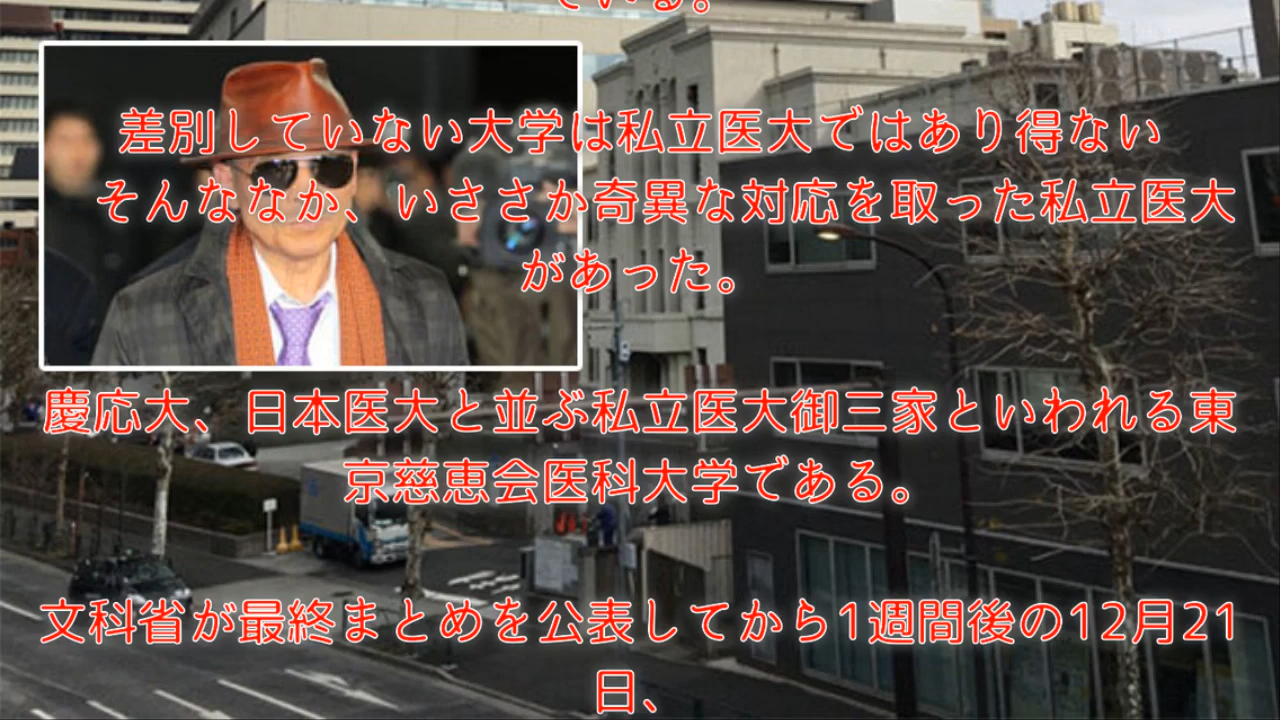 ている。
差別していない大学は私立医大ではあり得ない
そんななか、いささか奇異な対応を取った私立医大
があった。
慶応大、日本医大と並ぶ私立医大御三家といわれる東
京慈恵会医科大学である。
文科省が最終まとめを公表してから1週間後の12月21
日、